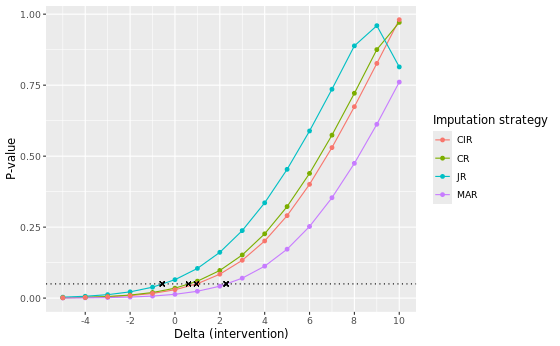 1.00
0.75
0.50
0.25
0.00
P-value
-4 -2 0 2 4 6 8 10
Delta (intervention)
Imputation strategy
CIR
CR
JR
MAR